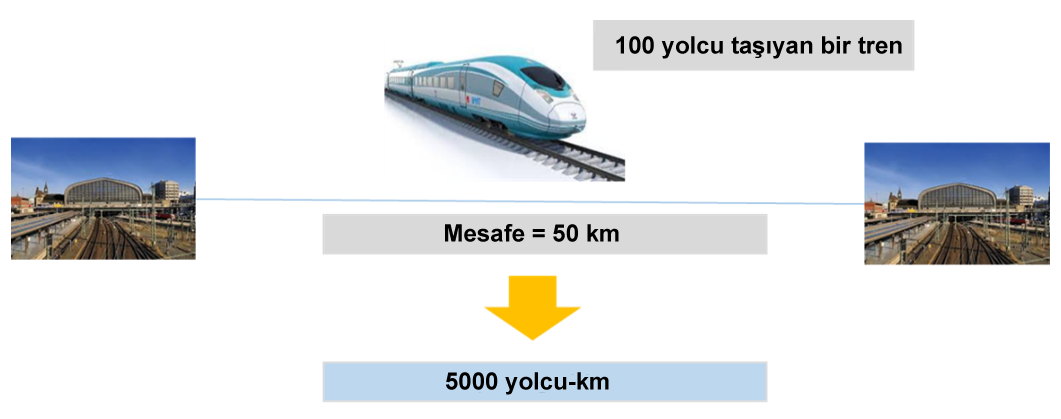 100 yolcu taşıyan bir tren
Mesafe = 50 km
5000 yolcu-km